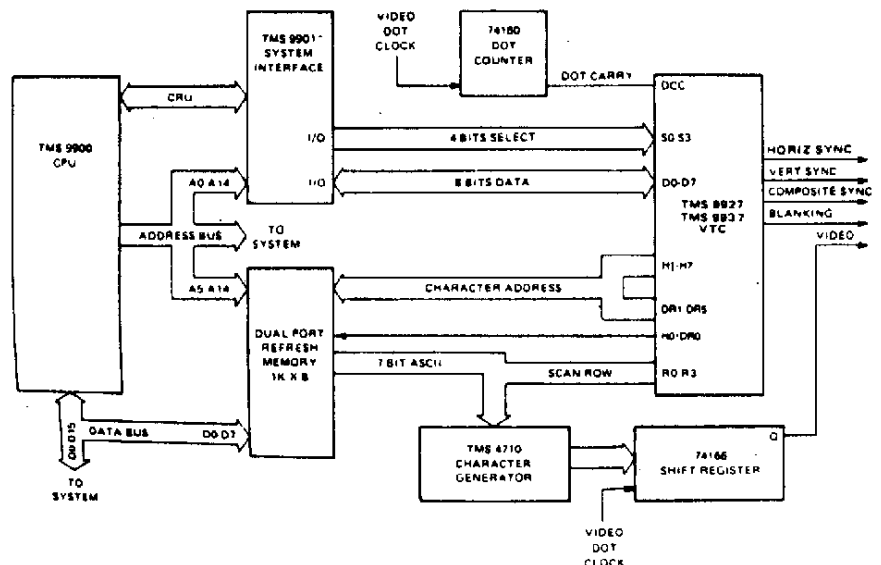 VIDEO
DOT
CLOCK
74160
DOT
COUNTER
DOT CARRY
TMS 9901
SYSTEM
INTERFACE
CRU
I/O
I/O
A0-A14
TMS 9900
CPU
ADDRESS BUS
TO
SYSTEM
A5-A14
4 BITS SELECT
8 BITS DATA
DCC
S0-S3
D0-D7
TMS 9927
TMS 9937
VTC
H1-H7
DR1-DR5
H0-DR0
R0-R3
HORIZ SYNC
VERT SYNC
COMPOSITE SYNC
BLANKING
VIDEO
CHARACTER ADDRESS
DUAL PORT
REFRESH
MEMORY
1K X 8
7 BIT ASCII
SCAN ROW
D0-D15
DATA BUS
D0-D7
TO
SYSTEM
TMS 4710
CHARACTER
GENERATOR
Q
74166
SHIFT REGISTER
VIDEO
DOT
CLOCK